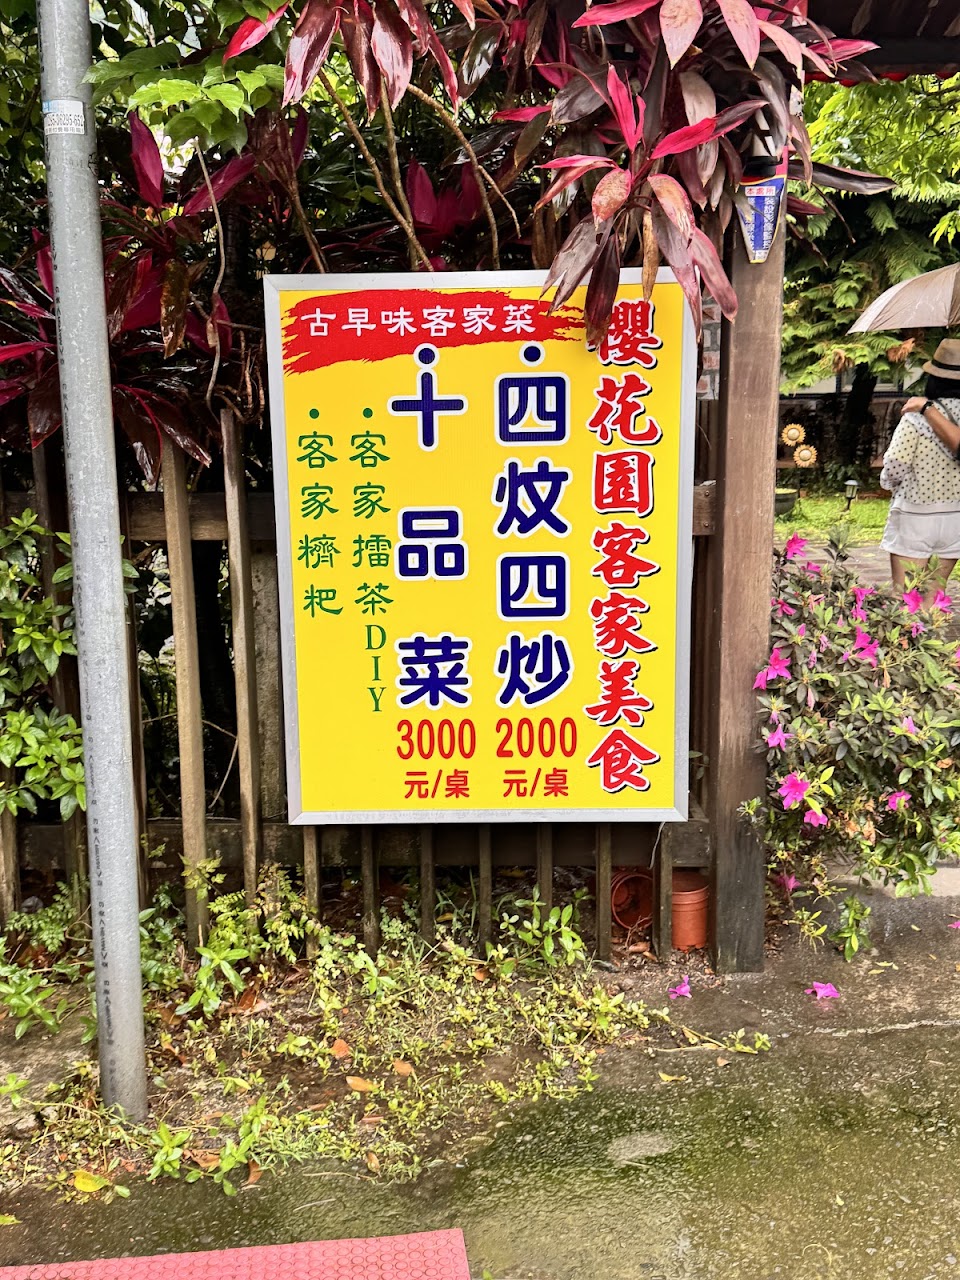 古早味客家菜
櫻花園客家美食
・四炆四炒
2000
元/桌
・十品菜
3000
元/桌
・客家擂茶DIY
・客家粑